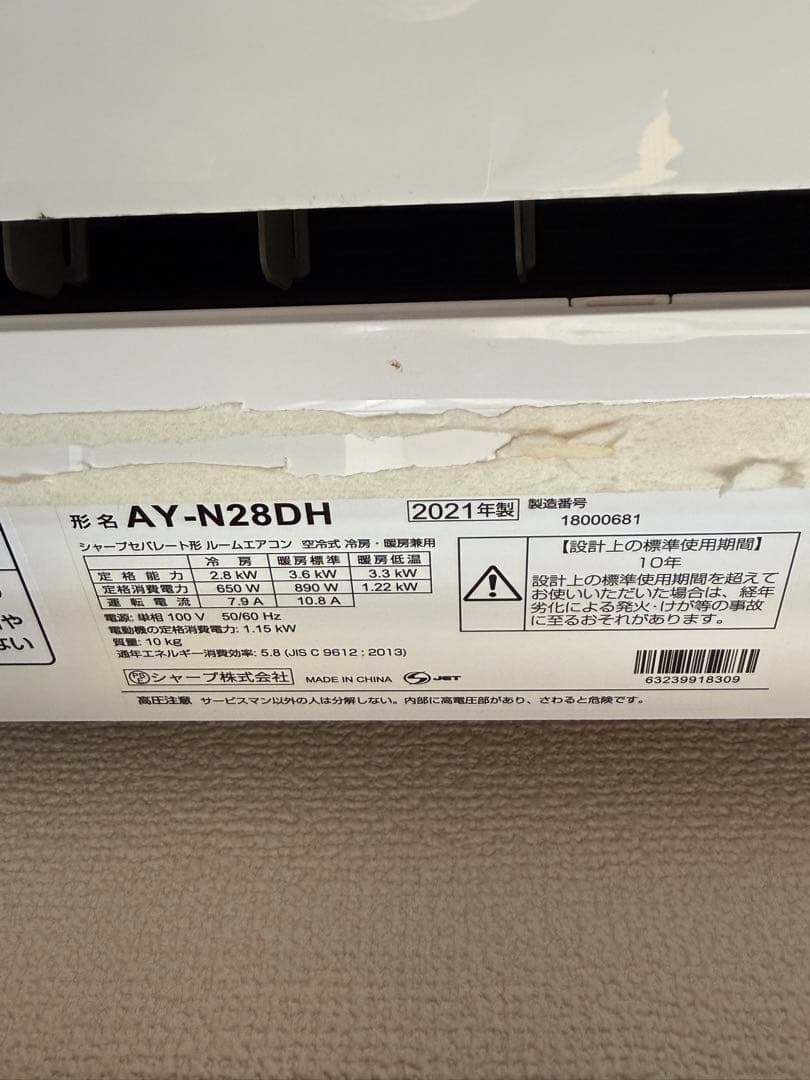 形名 AY-N28DH
2021年製
製造番号
18000681
シャープセパレート形 ルームエアコン 空冷式 冷房・暖房兼用
冷房 暖房標準 暖房低温
定格能力 2.8 kW 3.6 kW 3.3 kW
定格消費電力 650 W 890 W 1.22 kW
運転電流 7.9 A 10.8 A
電源: 単相 100 V 50/60 Hz
電動機の定格消費電力: 1.15 kW
質量: 10 kg
通年エネルギー消費効率: 5.8 (JIS C 9612 : 2013)
シャープ株式会社 MADE IN CHINA JET
【設計上の標準使用期間】
10年
設計上の標準使用期間を超えて
お使いいただいた場合は、経年
劣化による発火・けが等の事故
に至るおそれがあります。
63239918309
高圧注意 サービスマン以外の人は分解しない。内部に高電圧部があり、さわると危険です。
や
ない